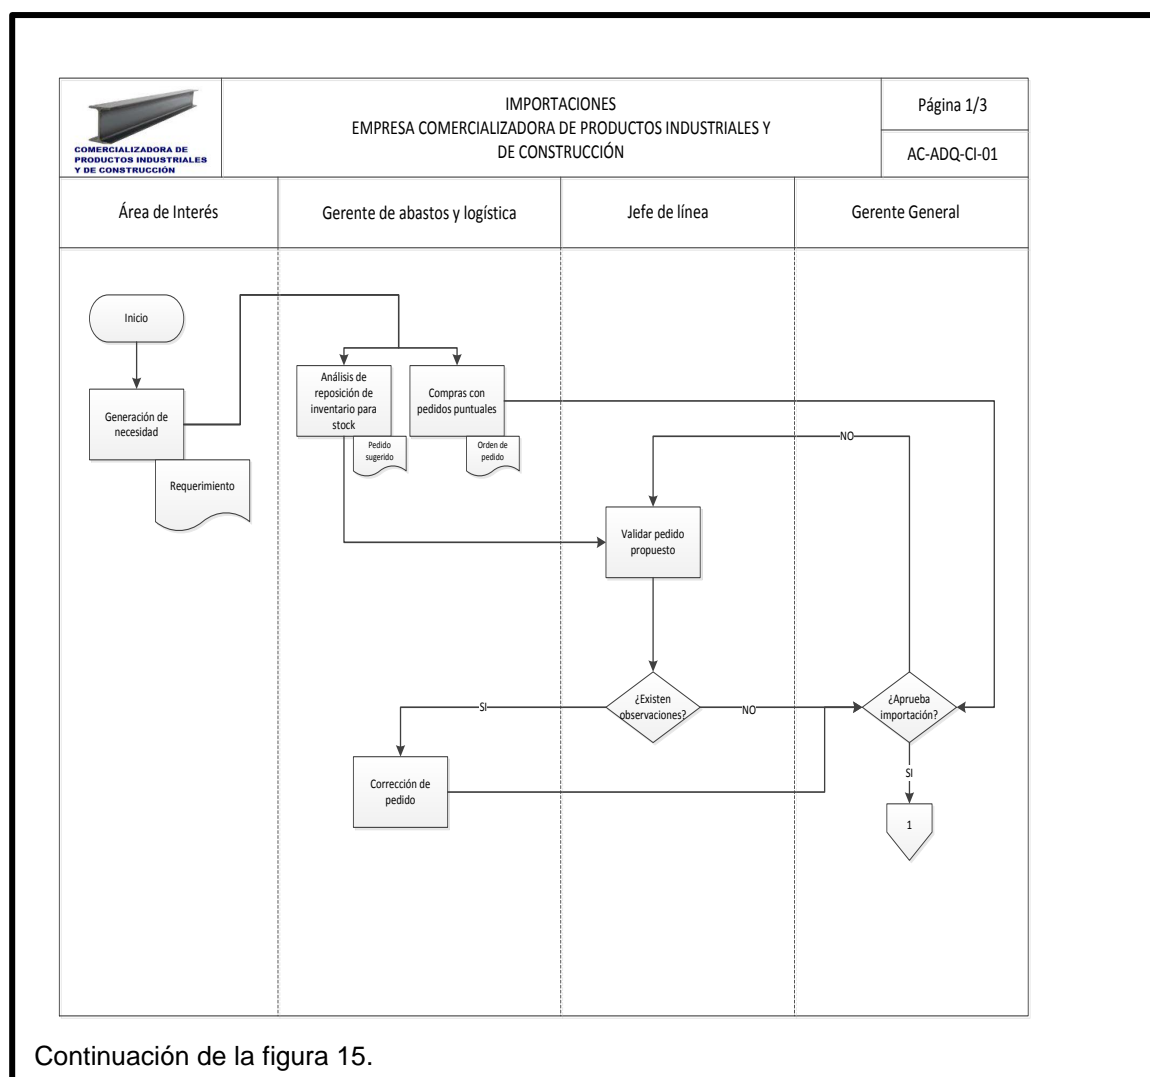 COMERCIALIZADORA DE
PRODUCTOS INDUSTRIALES
Y DE CONSTRUCCIÓN
IMPORTACIONES
EMPRESA COMERCIALIZADORA DE PRODUCTOS INDUSTRIALES Y
DE CONSTRUCCIÓN
Página 1/3
AC-ADQ-CI-01
Área de Interés
Gerente de abastos y logística
Jefe de línea
Gerente General
Inicio
Generación de
necesidad
Requerimiento
Análisis de
reposición de
inventario para
stock
Pedido
sugerido
Compras con
pedidos puntuales
Orden de
pedido
NO
Validar pedido
propuesto
¿Existen
observaciones?
SI
NO
¿Aprueba
importación?
SI
Corrección de
pedido
1
Continuación de la figura 15.